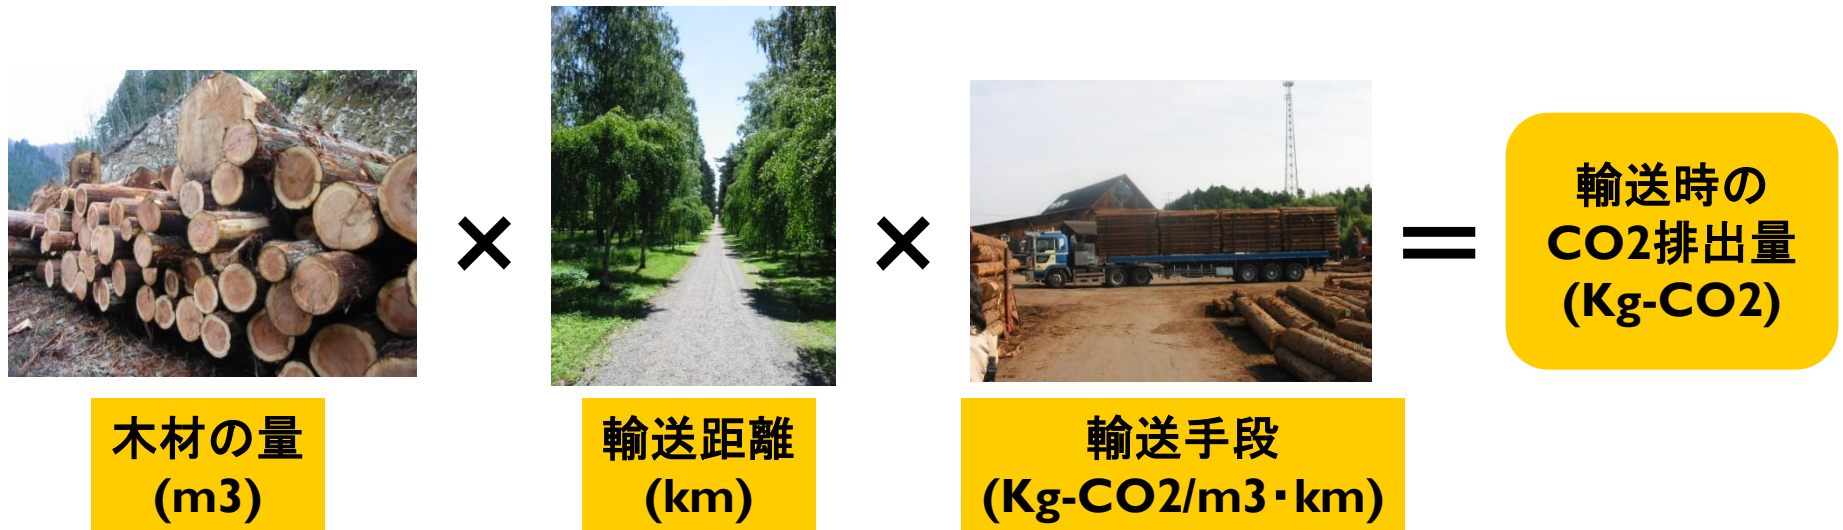 木材の量
(m3)
×
輸送距離
(km)
×
輸送手段
(Kg-CO2/m3・km)
=
輸送時の
CO2排出量
(Kg-CO2)